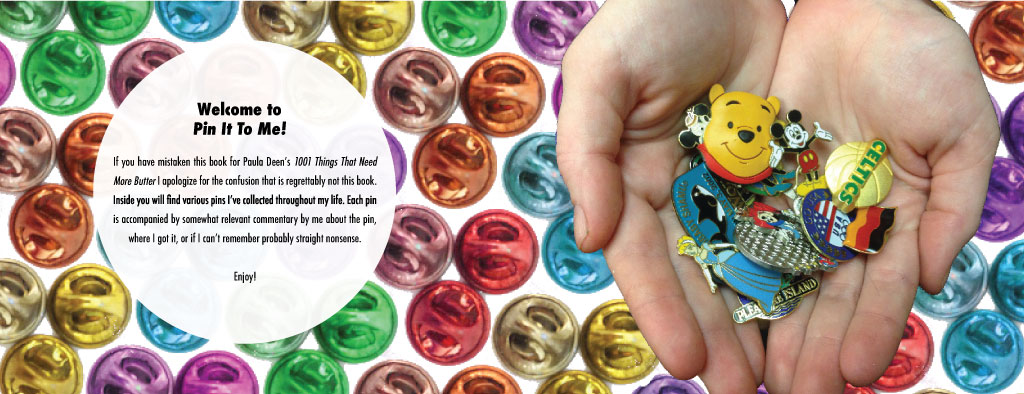 Welcome to
Pin It To Me!
If you have mistaken this book for Paula Deen's 1001 Things That Need
More Butter I apologize for the confusion that is regrettably not this book.
Inside you will find various pins I've collected throughout my life. Each pin
is accompanied by somewhat relevant commentary by me about the pin,
where I got it, or if I can't remember probably straight nonsense.
Enjoy!
CELTICS
ISLAND